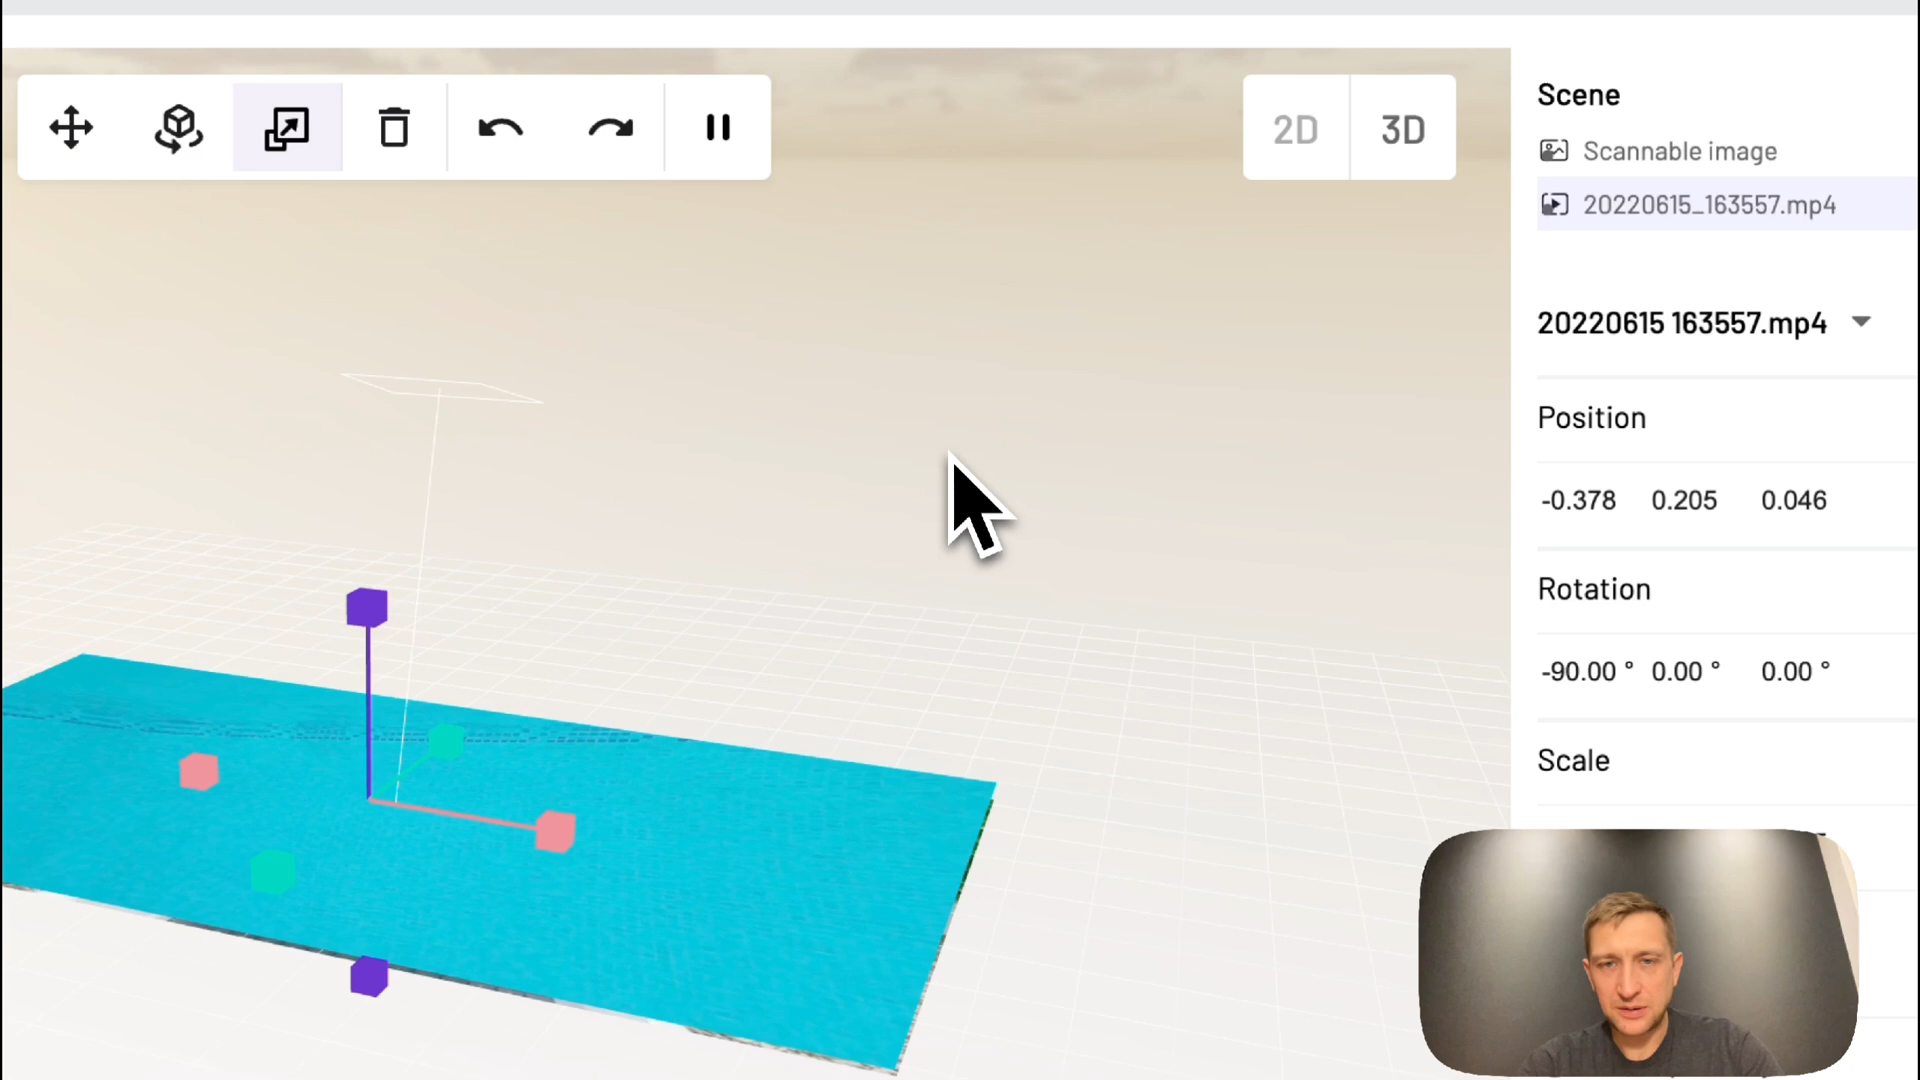 2D 3D
Scene
Scannable image
20220615_163557.mp4
20220615 163557.mp4
Position
-0.378 0.205 0.046
Rotation
-90.00 ° 0.00 ° 0.00 °
Scale